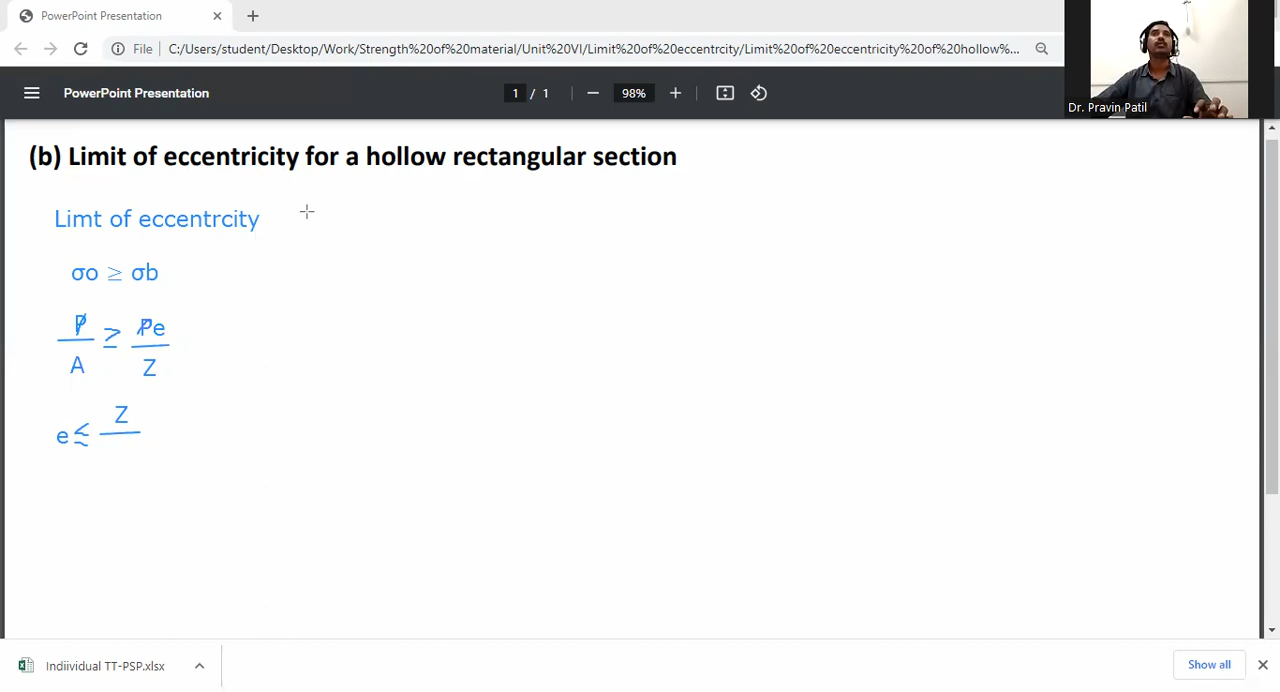 PowerPoint Presentation
File
C:/Users/student/Desktop/Work/Strength%20of%20material/Unit%20VI/Limit%20of%20eccentrcity/Limit%20of%20eccentricity%20of%20hollow%...
Dr. Pravin Patil
PowerPoint Presentation
1 / 1
98%
(b) Limit of eccentricity for a hollow rectangular section
Limt of eccentrcity
σo ≥ σb
P ≥ Pe
A Z
e ≤ Z
Indiividual TT-PSP.xlsx
Show all